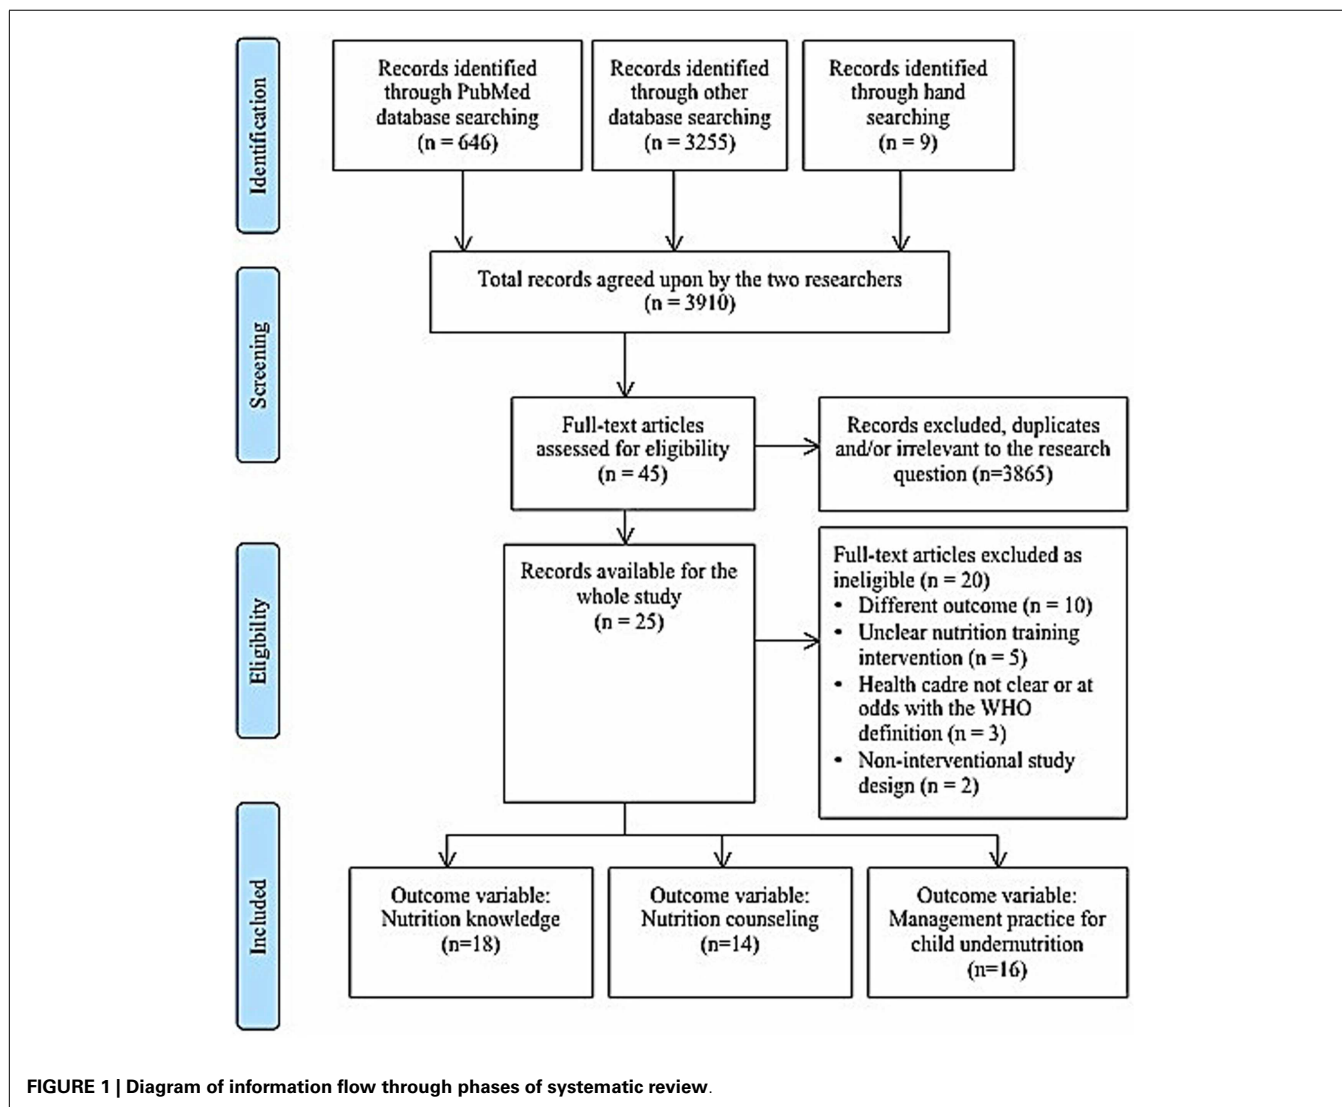 Identification
Records identified
through PubMed
database searching
(n = 646)
Records identified
through other
database searching
(n = 3255)
Records identified
through hand
searching
(n = 9)
Screening
Total records agreed upon by the two researchers
(n = 3910)
Full-text articles
assessed for eligibility
(n = 45)
Records excluded, duplicates
and/or irrelevant to the research
question (n=3865)
Eligibility
Records available for the
whole study
(n = 25)
Full-text articles excluded as
ineligible (n = 20)
• Different outcome (n = 10)
• Unclear nutrition training
intervention (n = 5)
• Health cadre not clear or at
odds with the WHO
definition (n = 3)
• Non-interventional study
design (n = 2)
Included
Outcome variable:
Nutrition knowledge
(n=18)
Outcome variable:
Nutrition counseling
(n=14)
Outcome variable:
Management practice for
child undernutrition
(n=16)
FIGURE 1 | Diagram of information flow through phases of systematic review.